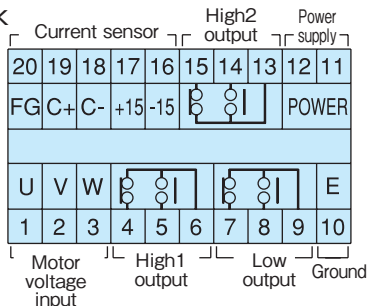 K
Current sensor
High2 output
Power supply
20 19 18 17 16 15 14 13 12 11
FG C+ C- +15 -15 POWER
U V W E
1 2 3 4 5 6 7 8 9 10
Motor voltage input
High1 output
Low output
Ground